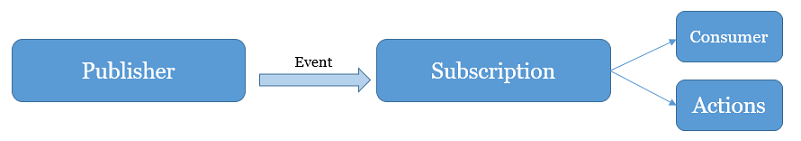 Publisher
Event
Subscription
Consumer
Actions